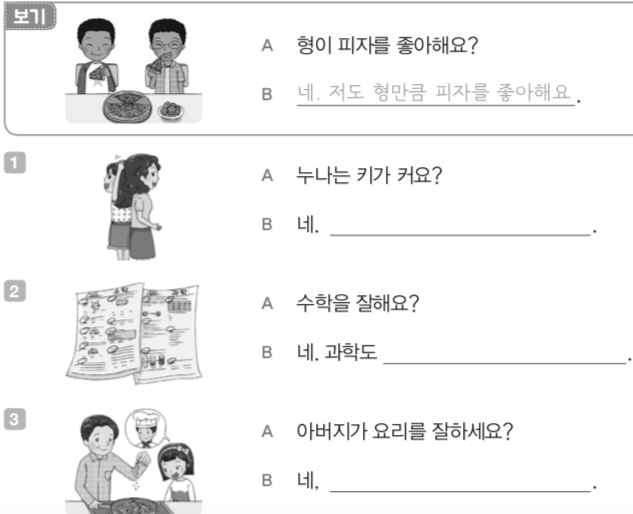 보기
A 형이 피자를 좋아해요?
B 네. 저도 형만큼 피자를 좋아해요.
1
A 누나는 키가 커요?
B 네. .
2
A 수학을 잘해요?
B 네. 과학도 .
3
A 아버지가 요리를 잘하세요?
B 네, .